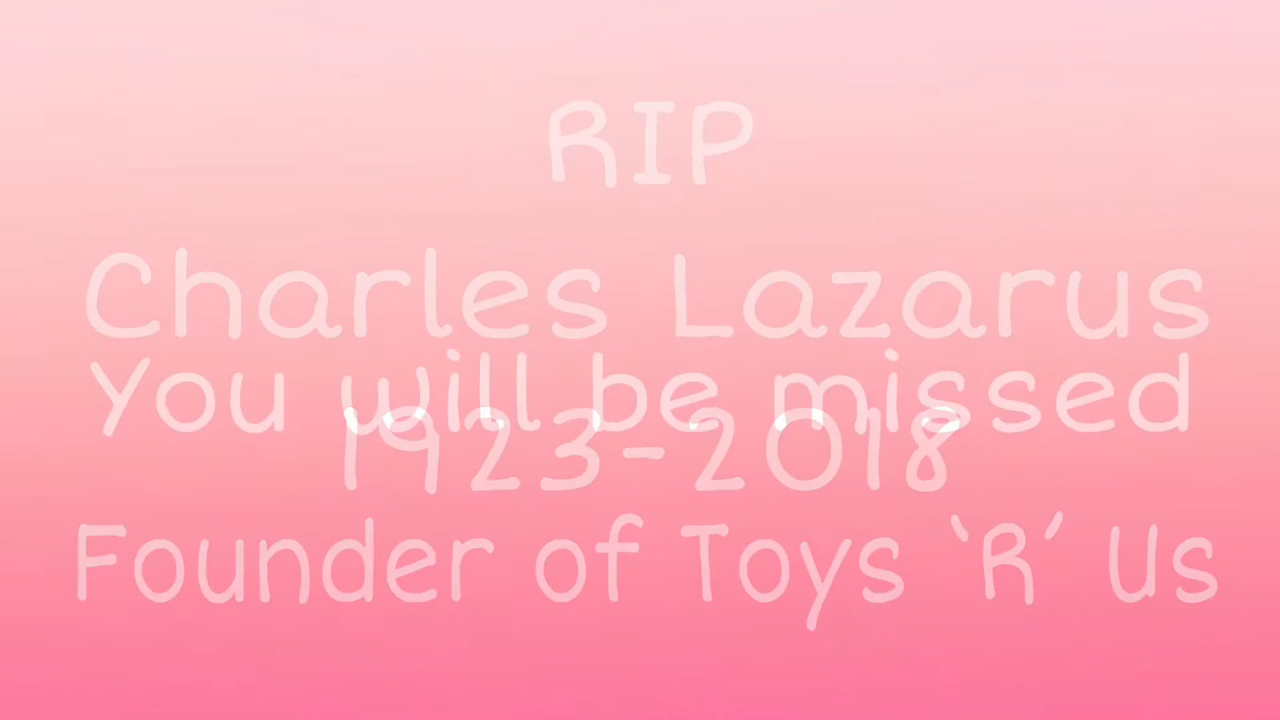 RIP
Charles Lazarus
You will be missed
1923-2018
Founder of Toys ‘R’ Us